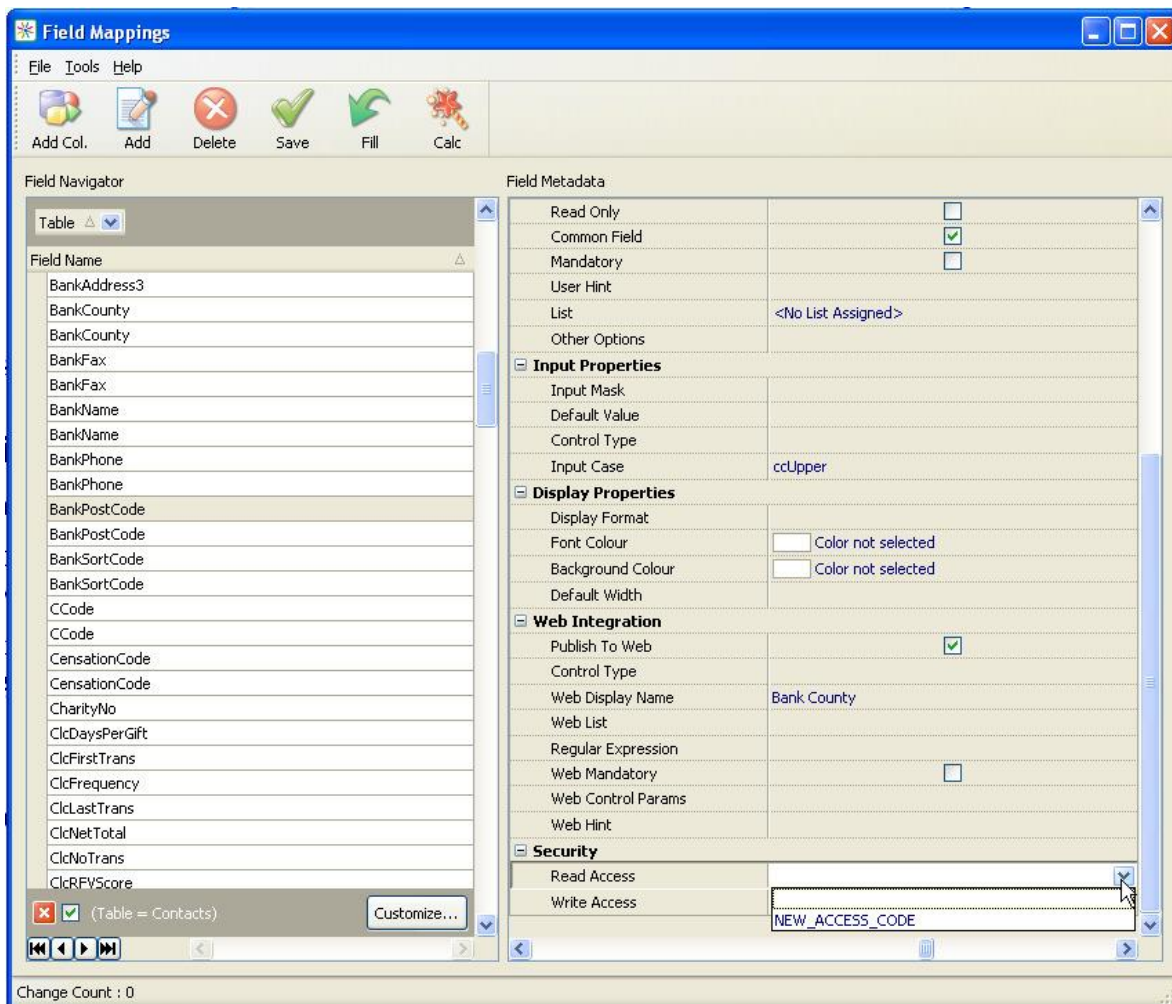 Field Mappings
File Tools Help
Add Col. Add Delete Save Fill Calc
Field Navigator
Table
Field Name
BankAddress3
BankCounty
BankCounty
BankFax
BankFax
BankName
BankName
BankPhone
BankPhone
BankPostCode
BankPostCode
BankSortCode
BankSortCode
CCode
CCode
CensationCode
CensationCode
CharityNo
ClcDaysPerGift
ClcFirstTrans
ClcFrequency
ClcLastTrans
ClcNetTotal
ClcNoTrans
ClcRFVScore
(Table = Contacts) Customize...
Field Metadata
Read Only
Common Field
Mandatory
User Hint
List <No List Assigned>
Other Options
Input Properties
Input Mask
Default Value
Control Type
Input Case ccUpper
Display Properties
Display Format
Font Colour Color not selected
Background Colour Color not selected
Default Width
Web Integration
Publish To Web
Control Type
Web Display Name Bank County
Web List
Regular Expression
Web Mandatory
Web Control Params
Web Hint
Security
Read Access
Write Access
NEW_ACCESS_CODE
Change Count : 0